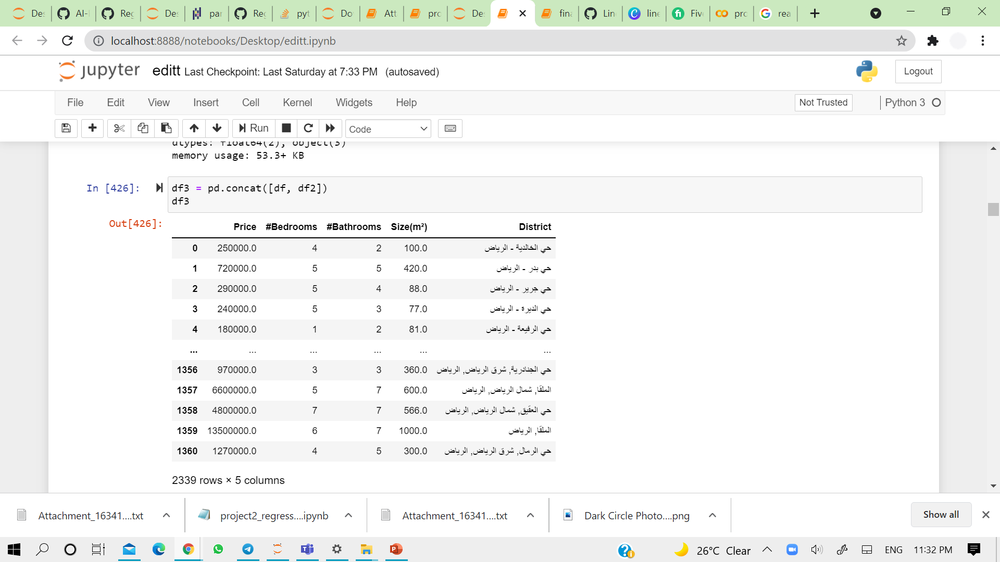 Des AI-I Reg Des par Reg pyt Do Att pro Des fina Lin line Five pro rea
localhost:8888/notebooks/Desktop/editt.ipynb
jupyter editt Last Checkpoint: Last Saturday at 7:33 PM (autosaved) Logout
File Edit View Insert Cell Kernel Widgets Help Not Trusted Python 3
Run Code
dtypes: float64(2), object(3)
memory usage: 53.3+ KB
In [426]: df3 = pd.concat([df, df2])
df3
Out[426]:
Price #Bedrooms #Bathrooms Size(m²) District
0 250000.0 4 2 100.0 حي الخالدية - الرياض
1 720000.0 5 5 420.0 حي بدر - الرياض
2 290000.0 5 4 88.0 حي جرير - الرياض
3 240000.0 5 3 77.0 حي الديرة - الرياض
4 180000.0 1 2 81.0 حي الرفيعة - الرياض
... ... ... ... ... ...
1356 970000.0 3 3 360.0 حي الجنادرية, شرق الرياض, الرياض
1357 6600000.0 5 7 600.0 الملقا, شمال الرياض, الرياض
1358 4800000.0 7 7 566.0 حي العقيق, شمال الرياض, الرياض
1359 13500000.0 6 7 1000.0 الملقا, الرياض
1360 1270000.0 4 5 300.0 حي الرمال, شرق الرياض, الرياض
2339 rows × 5 columns
Attachment_16341....txt project2_regress....ipynb Attachment_16341....txt Dark Circle Photo....png Show all
26°C Clear ENG 11:32 PM